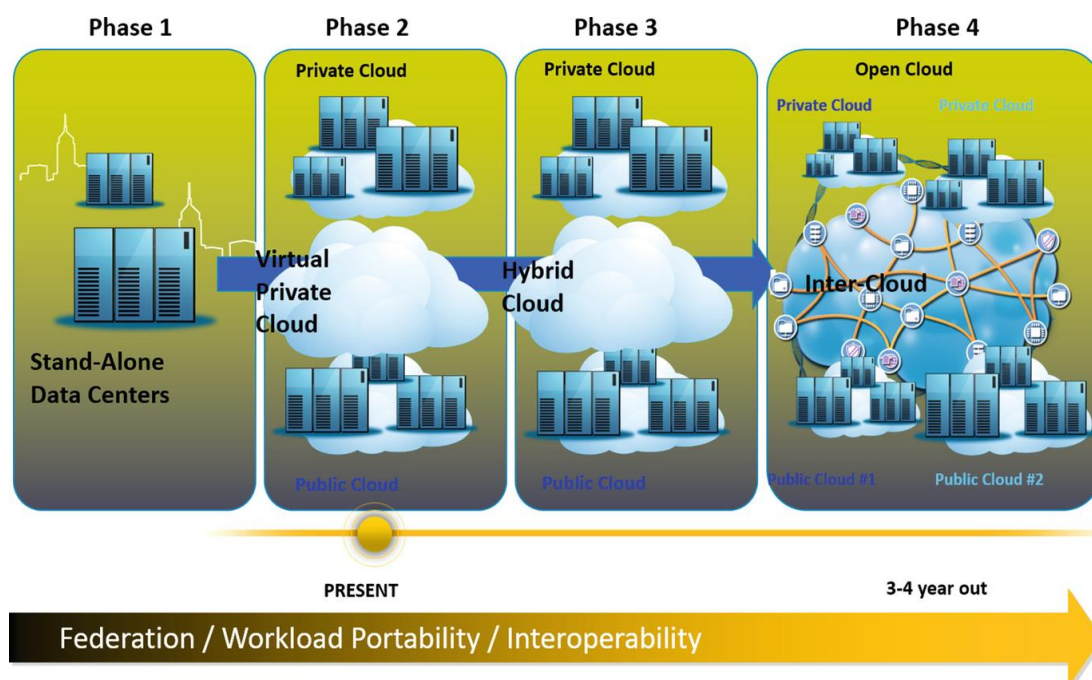 Phase 1
Phase 2
Phase 3
Phase 4
Private Cloud
Private Cloud
Open Cloud
Private Cloud
Private Cloud
Virtual
Private
Cloud
Hybrid
Cloud
Inter-Cloud
Stand-Alone
Data Centers
Public Cloud
Public Cloud
Public Cloud #1
Public Cloud #2
PRESENT
3-4 year out
Federation / Workload Portability / Interoperability